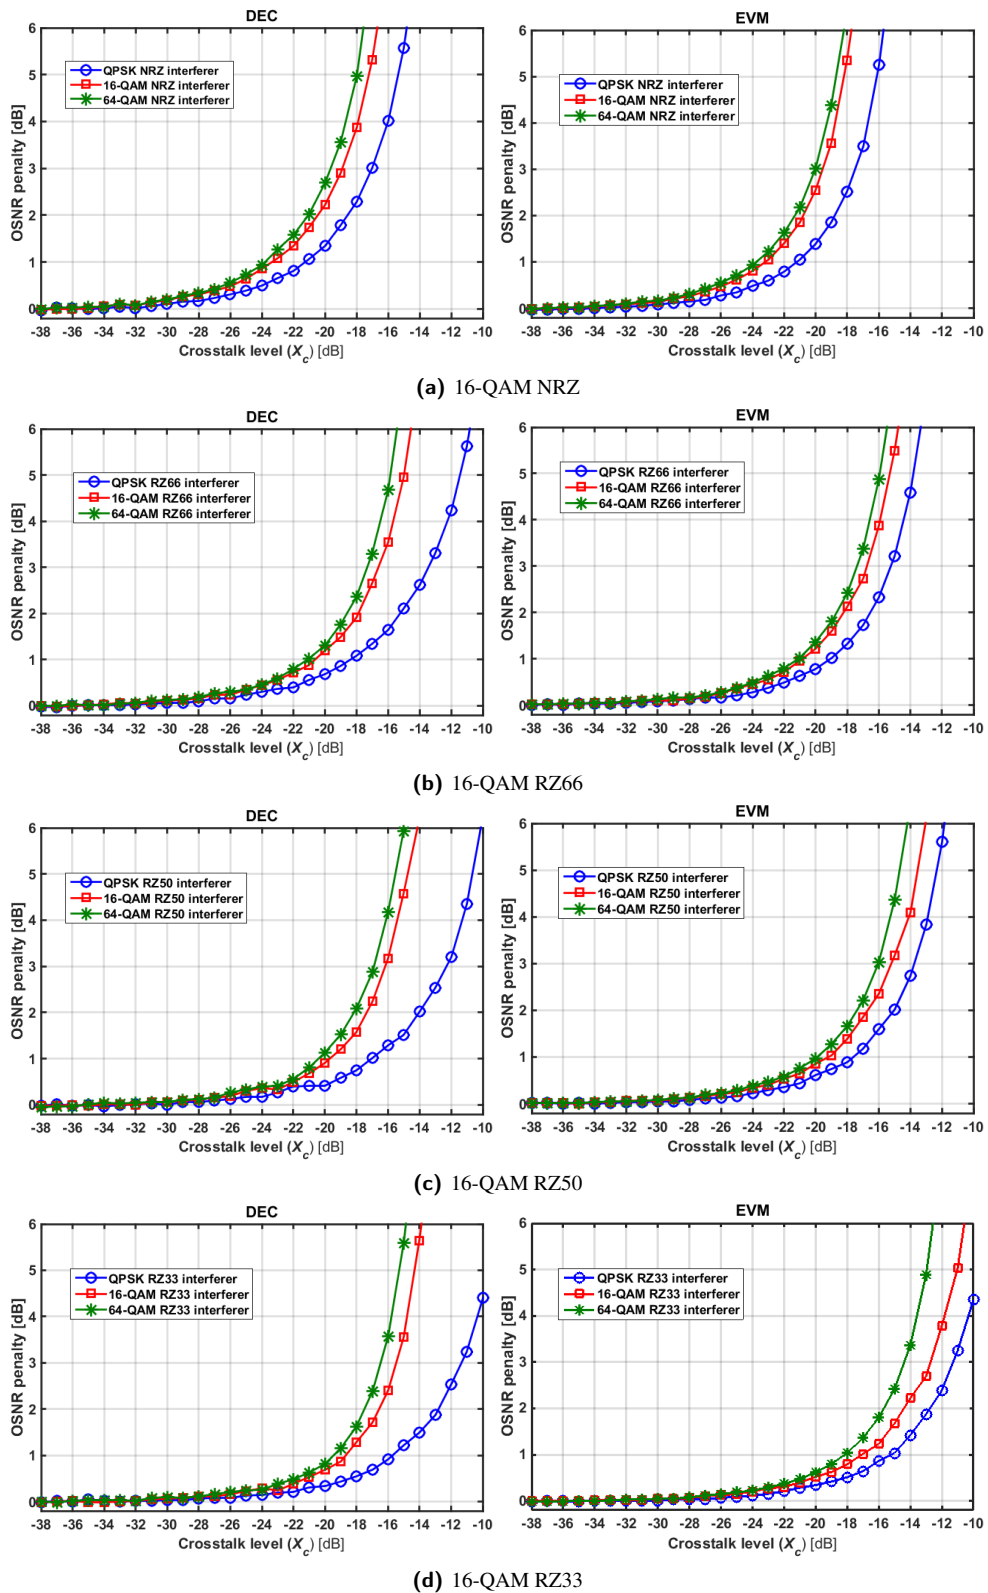 DEC
EVM
OSNR penalty [dB]
6
5
4
3
2
1
0
QPSK NRZ interferer
16-QAM NRZ interferer
64-QAM NRZ interferer
-38 -36 -34 -32 -30 -28 -26 -24 -22 -20 -18 -16 -14 -12 -10
Crosstalk level (Xc) [dB]
OSNR penalty [dB]
6
5
4
3
2
1
0
QPSK NRZ interferer
16-QAM NRZ interferer
64-QAM NRZ interferer
-38 -36 -34 -32 -30 -28 -26 -24 -22 -20 -18 -16 -14 -12 -10
Crosstalk level (Xc) [dB]
(a) 16-QAM NRZ
DEC
EVM
OSNR penalty [dB]
6
5
4
3
2
1
0
QPSK RZ66 interferer
16-QAM RZ66 interferer
64-QAM RZ66 interferer
-38 -36 -34 -32 -30 -28 -26 -24 -22 -20 -18 -16 -14 -12 -10
Crosstalk level (Xc) [dB]
OSNR penalty [dB]
6
5
4
3
2
1
0
QPSK RZ66 interferer
16-QAM RZ66 interferer
64-QAM RZ66 interferer
-38 -36 -34 -32 -30 -28 -26 -24 -22 -20 -18 -16 -14 -12 -10
Crosstalk level (Xc) [dB]
(b) 16-QAM RZ66
DEC
EVM
OSNR penalty [dB]
6
5
4
3
2
1
0
QPSK RZ50 interferer
16-QAM RZ50 interferer
64-QAM RZ50 interferer
-38 -36 -34 -32 -30 -28 -26 -24 -22 -20 -18 -16 -14 -12 -10
Crosstalk level (Xc) [dB]
OSNR penalty [dB]
6
5
4
3
2
1
0
QPSK RZ50 interferer
16-QAM RZ50 interferer
64-QAM RZ50 interferer
-38 -36 -34 -32 -30 -28 -26 -24 -22 -20 -18 -16 -14 -12 -10
Crosstalk level (Xc) [dB]
(c) 16-QAM RZ50
DEC
EVM
OSNR penalty [dB]
6
5
4
3
2
1
0
QPSK RZ33 interferer
16-QAM RZ33 interferer
64-QAM RZ33 interferer
-38 -36 -34 -32 -30 -28 -26 -24 -22 -20 -18 -16 -14 -12 -10
Crosstalk level (Xc) [dB]
OSNR penalty [dB]
6
5
4
3
2
1
0
QPSK RZ33 interferer
16-QAM RZ33 interferer
64-QAM RZ33 interferer
-38 -36 -34 -32 -30 -28 -26 -24 -22 -20 -18 -16 -14 -12 -10
Crosstalk level (Xc) [dB]
(d) 16-QAM RZ33